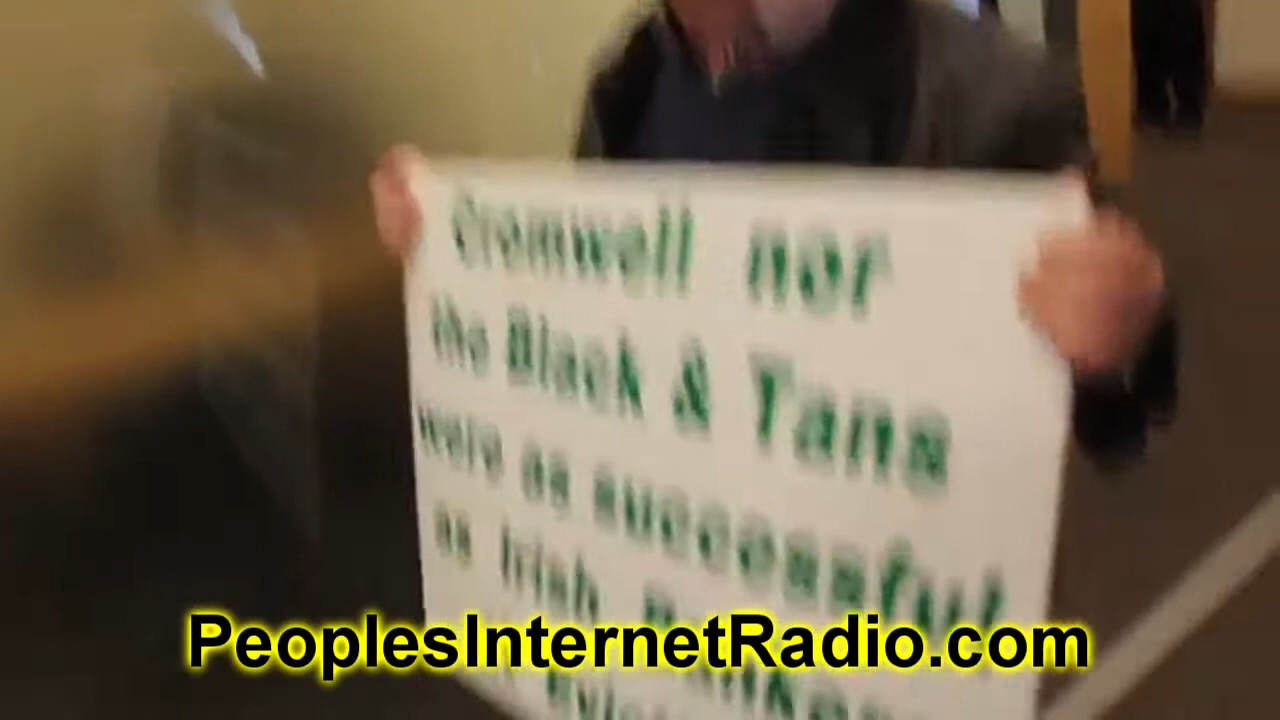 Cromwell nor
the Black & Tans
were as successful
as Irish
PeoplesInternetRadio.com